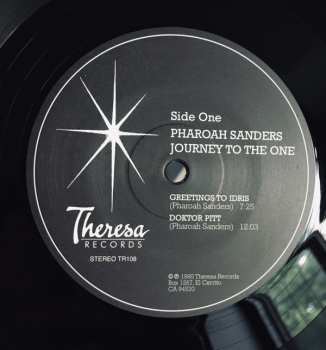 Side One
PHAROAH SANDERS
JOURNEY TO THE ONE
GREETINGS TO IDRIS
(Pharoah Sanders) 7:25
DOKTOR PITT
(Pharoah Sanders) 12:03
Theresa
RECORDS
STEREO TR108
© ℗ 1980 Theresa Records
Box 1267, El Cerrito
CA 94530